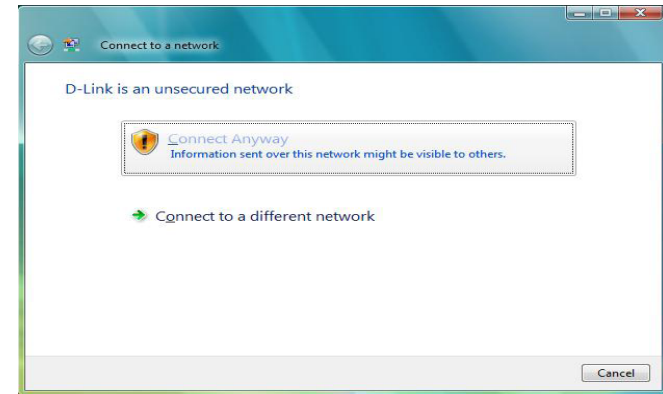 Connect to a network
D-Link is an unsecured network
Connect Anyway
Information sent over this network might be visible to others.
Connect to a different network
Cancel